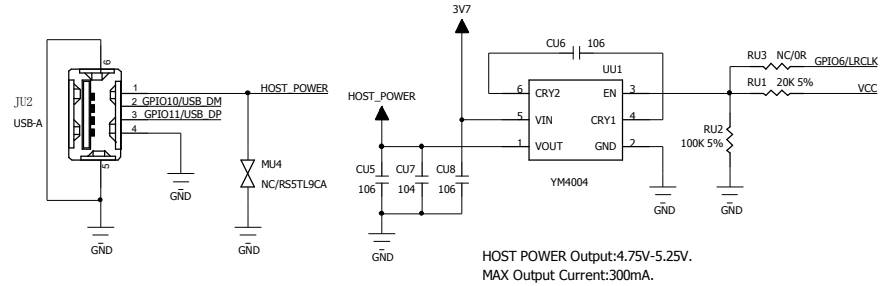 3V7
CU6 106
UU1
RU3 NC/0R GPIO6/LRCLK
RU1 20K 5% VCC
6 CRY2 EN 3
5 VIN CRY1 4
1 VOUT GND 2
YM4004
RU2
100K 5%
GND
GND
HOST_POWER
CU5 CU7 CU8
106 104 106
GND
JU2
USB-A
6
1 HOST_POWER
2 GPIO10/USB_DM
3 GPIO11/USB_DP
4
5
GND
GND
MU4
NC/RS5TL9CA
GND
HOST POWER Output:4.75V-5.25V.
MAX Output Current:300mA.